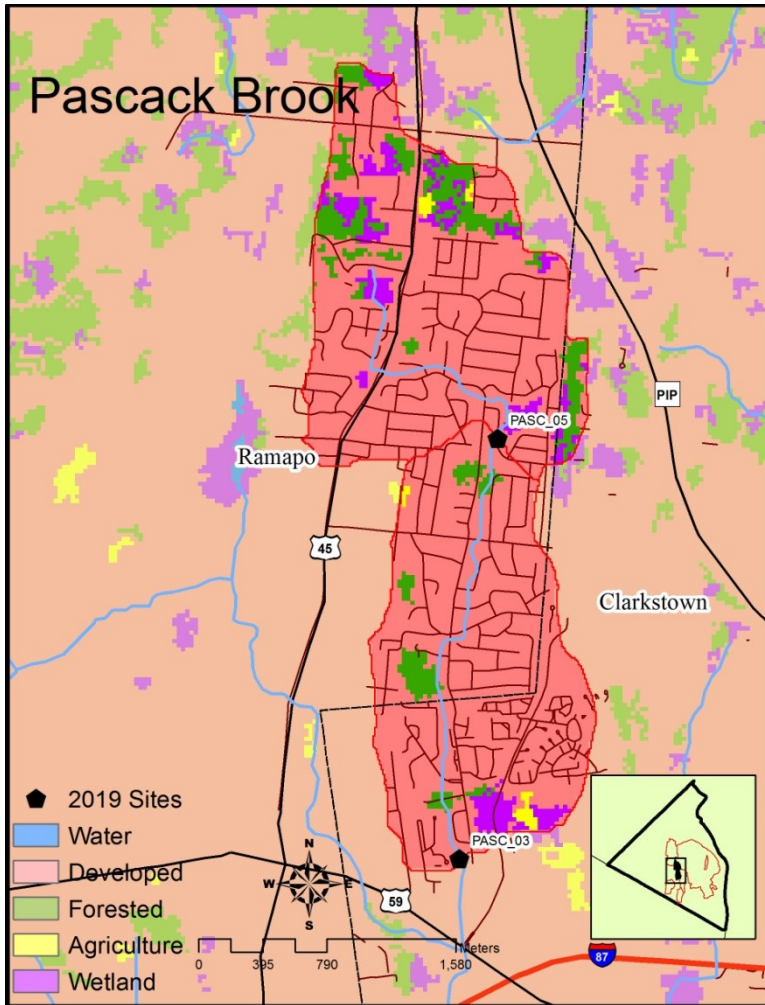 Pascack Brook
PIP
PASC_05
Ramapo
45
Clarkstown
2019 Sites
Water
Developed
Forested
Agriculture
Wetland
PASC_03
N
W E
S
59
Meters
0 395 790 1,580
87